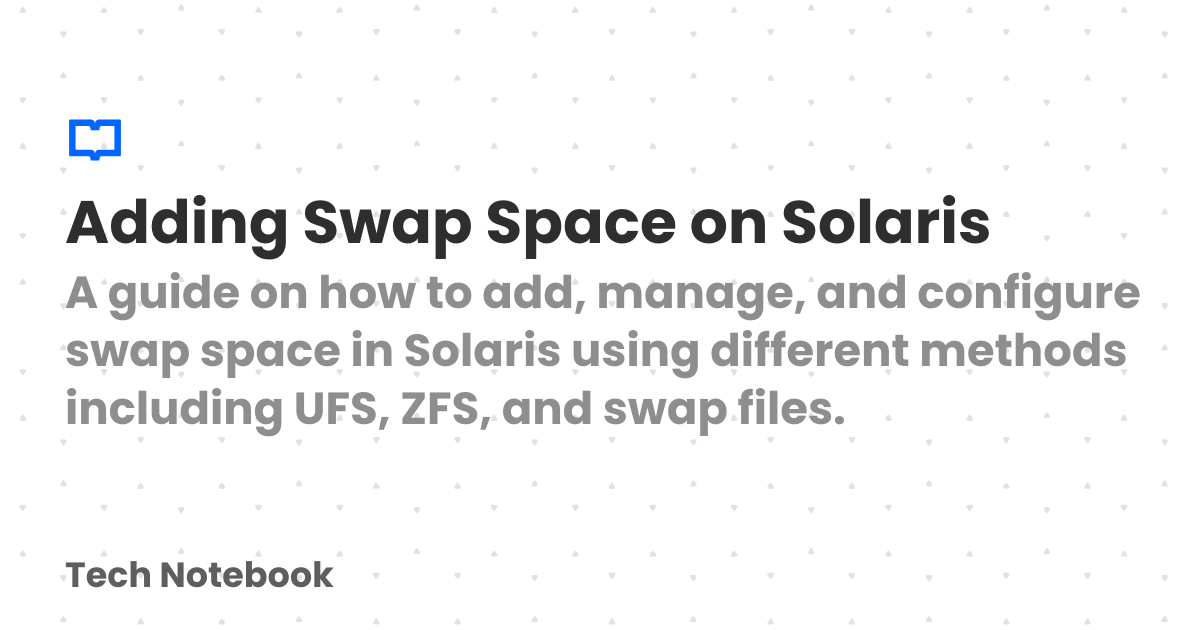 Adding Swap Space on Solaris
A guide on how to add, manage, and configure
swap space in Solaris using different methods
including UFS, ZFS, and swap files.
Tech Notebook